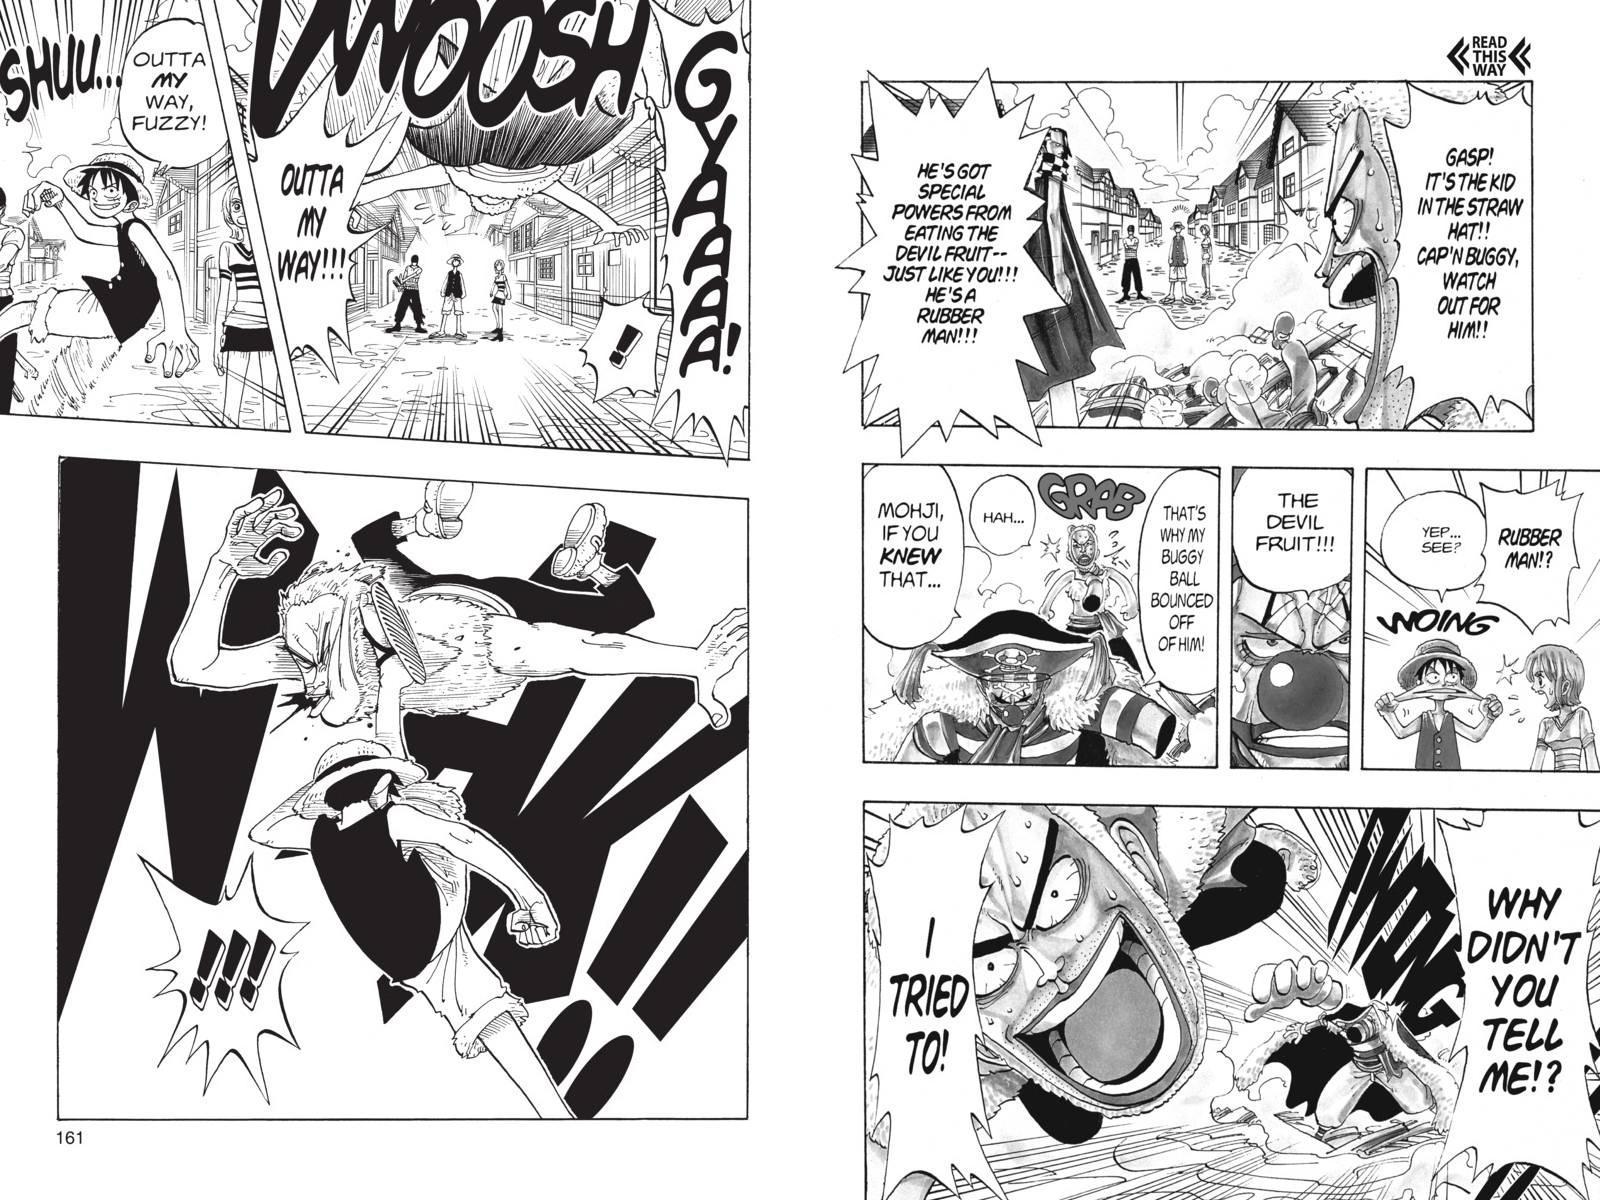 READ
THIS
WAY
GASP!
IT'S THE KID
IN THE STRAW
HAT!!
CAP'N BUGGY,
WATCH
OUT FOR
HIM!!
HE'S GOT
SPECIAL
POWERS FROM
EATING THE
DEVIL FRUIT--
JUST LIKE YOU!!!
HE'S A
RUBBER
MAN!!!
RUBBER
MAN!?
YEP...
SEE?
WOING
THE
DEVIL
FRUIT!!!
THAT'S
WHY MY
BUGGY
BALL
BOUNCED
OFF
OF HIM!
GRAB
HAH...
MOHJI,
IF YOU
KNEW
THAT...
WHY
DIDN'T
YOU
TELL
ME!?
I
TRIED
TO!
GYAAAA!
VWOOSH
!
OUTTA
MY
WAY!!!
OUTTA
MY
WAY,
FUZZY!
SHUU...
!!!
161